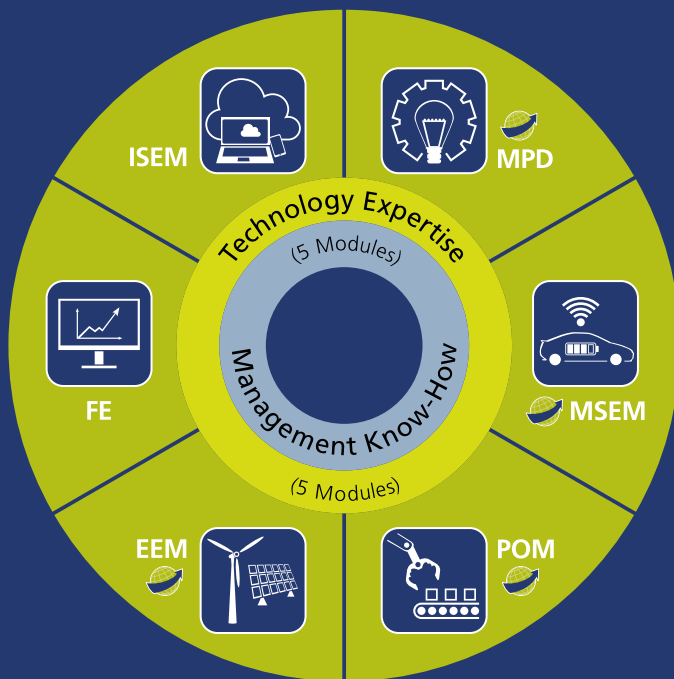 ISEM
MPD
Technology Expertise
(5 Modules)
FE
MSEM
Management Know-How
(5 Modules)
EEM
POM